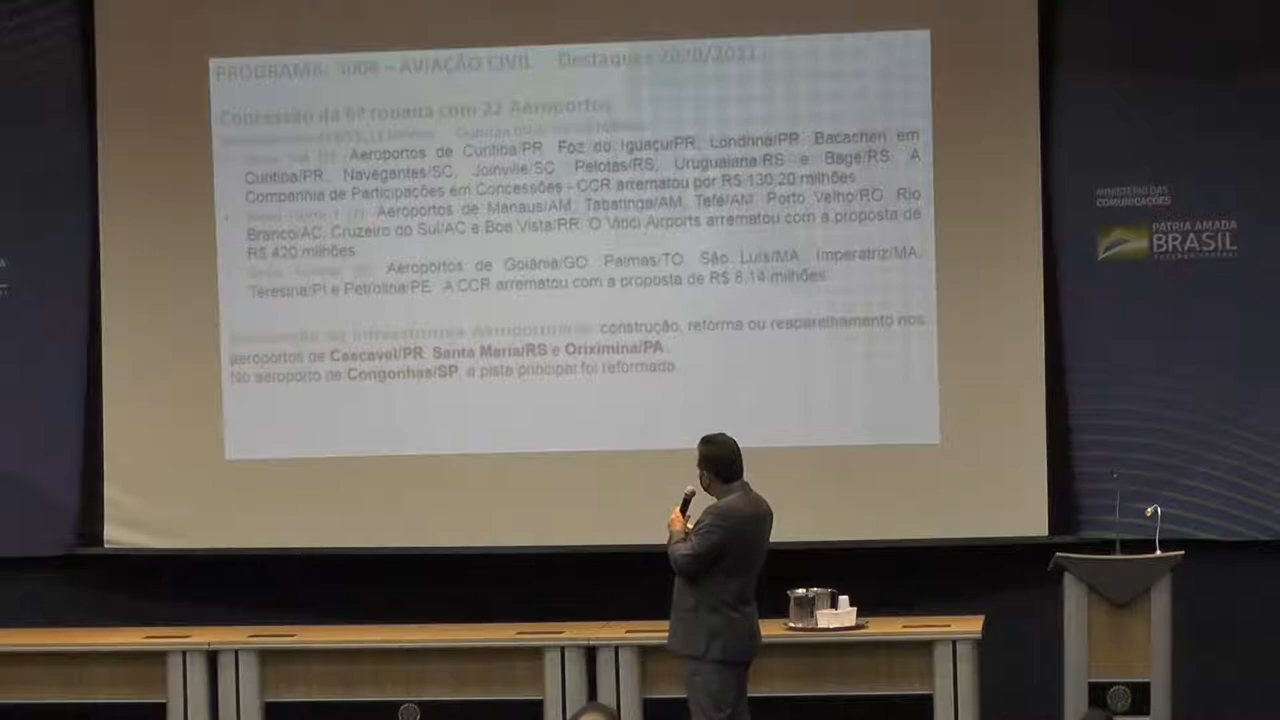 PROGRAMA: 3004 – AVIAÇÃO CIVIL Destaques 2020/2021
Concessão da 6ª rodada com 22 Aeroportos
Aeroportos de Curitiba/PR, Foz do Iguaçu/PR, Londrina/PR, Bacacheri em
Curitiba/PR, Navegantes/SC, Joinville/SC, Pelotas/RS, Uruguaiana/RS e Bagé/RS. A
Companhia de Participações em Concessões - CCR arrematou por R$ 130,20 milhões.
Aeroportos de Manaus/AM, Tabatinga/AM, Tefé/AM, Porto Velho/RO, Rio
Branco/AC, Cruzeiro do Sul/AC e Boa Vista/RR. O Vinci Airports arrematou com a proposta de
R$ 420 milhões.
Aeroportos de Goiânia/GO, Palmas/TO, São Luís/MA, Imperatriz/MA,
Teresina/PI e Petrolina/PE. A CCR arrematou com a proposta de R$ 8,14 milhões.
construção, reforma ou reaparelhamento nos
aeroportos de Cascavel/PR, Santa Maria/RS e Oriximiná/PA.
No aeroporto de Congonhas/SP, a pista principal foi reformada
MINISTÉRIO DAS
COMUNICAÇÕES
PÁTRIA AMADA
BRASIL